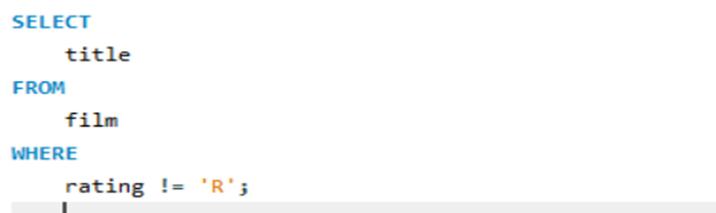 SELECT
title
FROM
film
WHERE
rating != 'R';